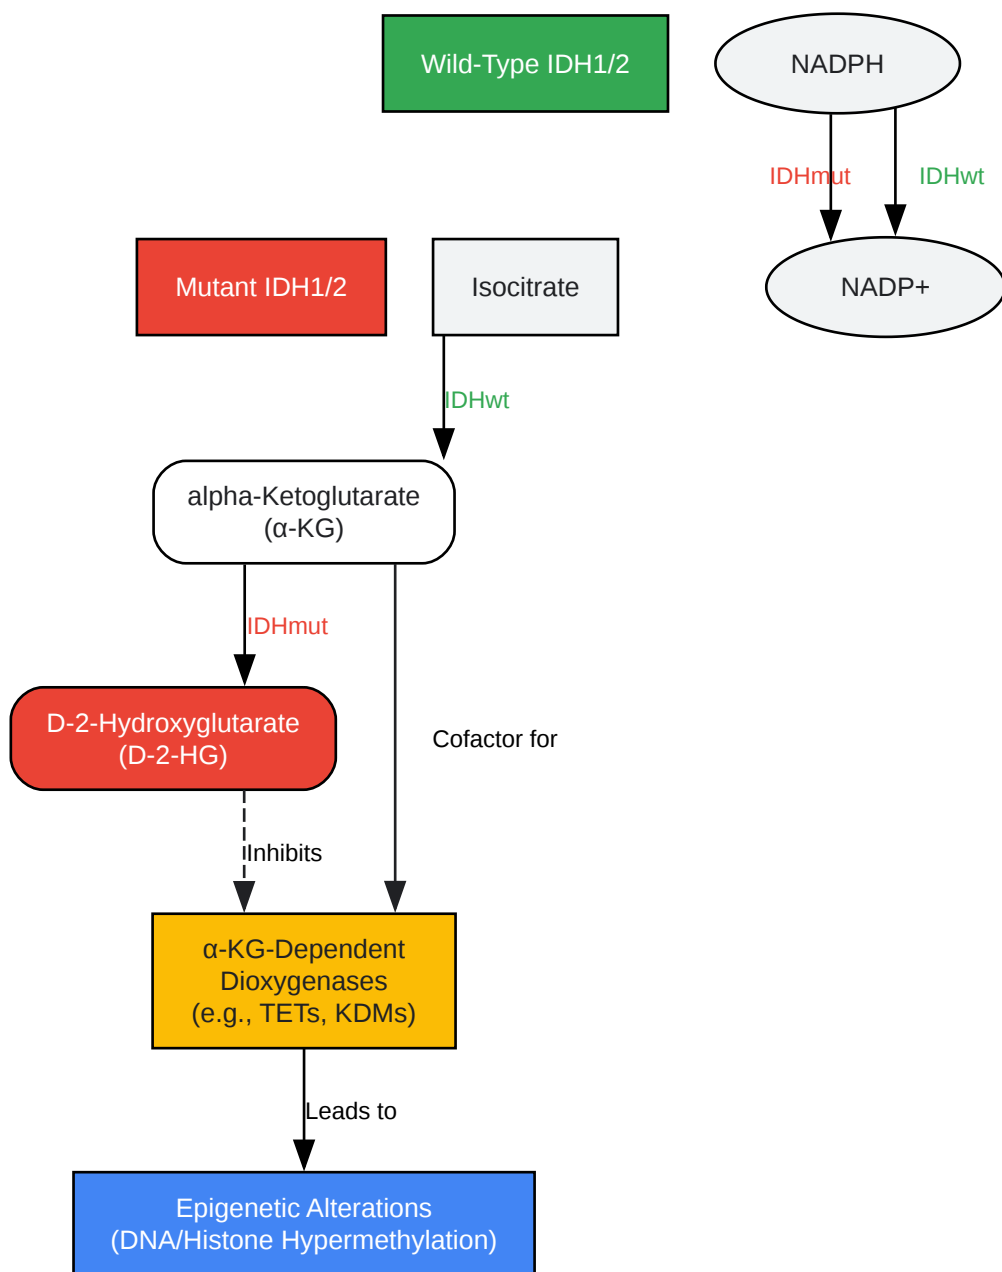 Wild-Type IDH1/2
NADPH
IDHmut
IDHwt
Mutant IDH1/2
Isocitrate
NADP+
IDHwt
alpha-Ketoglutarate
(α-KG)
IDHmut
D-2-Hydroxyglutarate
(D-2-HG)
Cofactor for
Inhibits
α-KG-Dependent
Dioxygenases
(e.g., TETs, KDMs)
Leads to
Epigenetic Alterations
(DNA/Histone Hypermethylation)